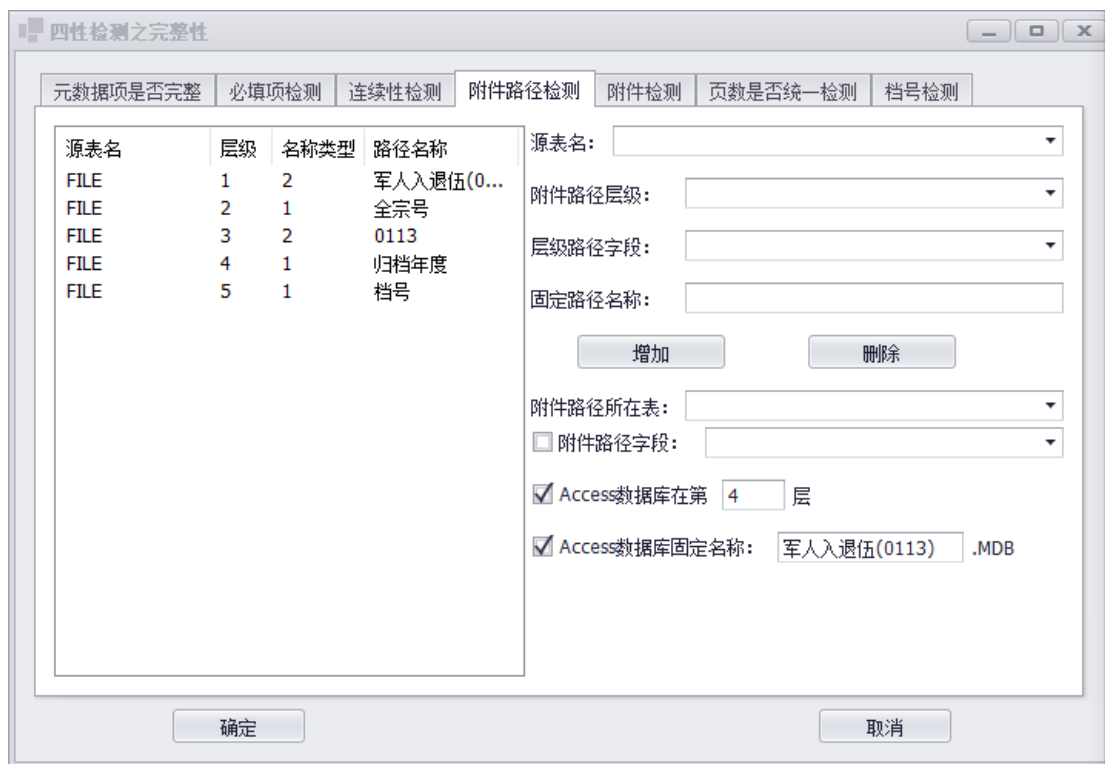 四性检测之完整性
元数据项是否完整 必填项检测 连续性检测 附件路径检测 附件检测 页数是否统一检测 档号检测
源表名 层级 名称类型 路径名称
FILE 1 2 军人入退伍(0...
FILE 2 1 全宗号
FILE 3 2 0113
FILE 4 1 归档年度
FILE 5 1 档号
源表名：
附件路径层级：
层级路径字段：
固定路径名称：
增加 删除
附件路径所在表：
附件路径字段：
Access数据库在第 4 层
Access数据库固定名称： 军人入退伍(0113) .MDB
确定 取消